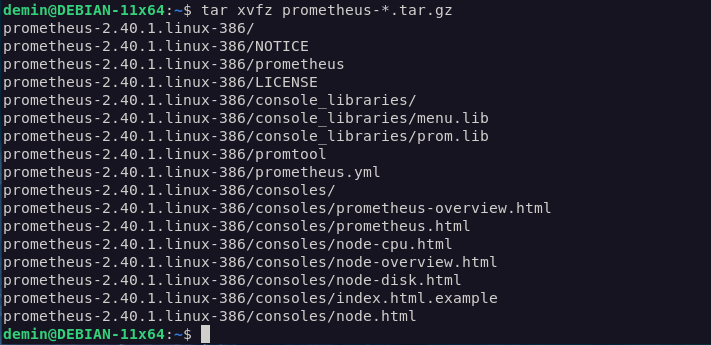 demin@DEBIAN-11x64:~$ tar xvfz prometheus-*.tar.gz
prometheus-2.40.1.linux-386/
prometheus-2.40.1.linux-386/NOTICE
prometheus-2.40.1.linux-386/prometheus
prometheus-2.40.1.linux-386/LICENSE
prometheus-2.40.1.linux-386/console_libraries/
prometheus-2.40.1.linux-386/console_libraries/menu.lib
prometheus-2.40.1.linux-386/console_libraries/prom.lib
prometheus-2.40.1.linux-386/promtool
prometheus-2.40.1.linux-386/prometheus.yml
prometheus-2.40.1.linux-386/consoles/
prometheus-2.40.1.linux-386/consoles/prometheus-overview.html
prometheus-2.40.1.linux-386/consoles/prometheus.html
prometheus-2.40.1.linux-386/consoles/node-cpu.html
prometheus-2.40.1.linux-386/consoles/node-overview.html
prometheus-2.40.1.linux-386/consoles/node-disk.html
prometheus-2.40.1.linux-386/consoles/index.html.example
prometheus-2.40.1.linux-386/consoles/node.html
demin@DEBIAN-11x64:~$